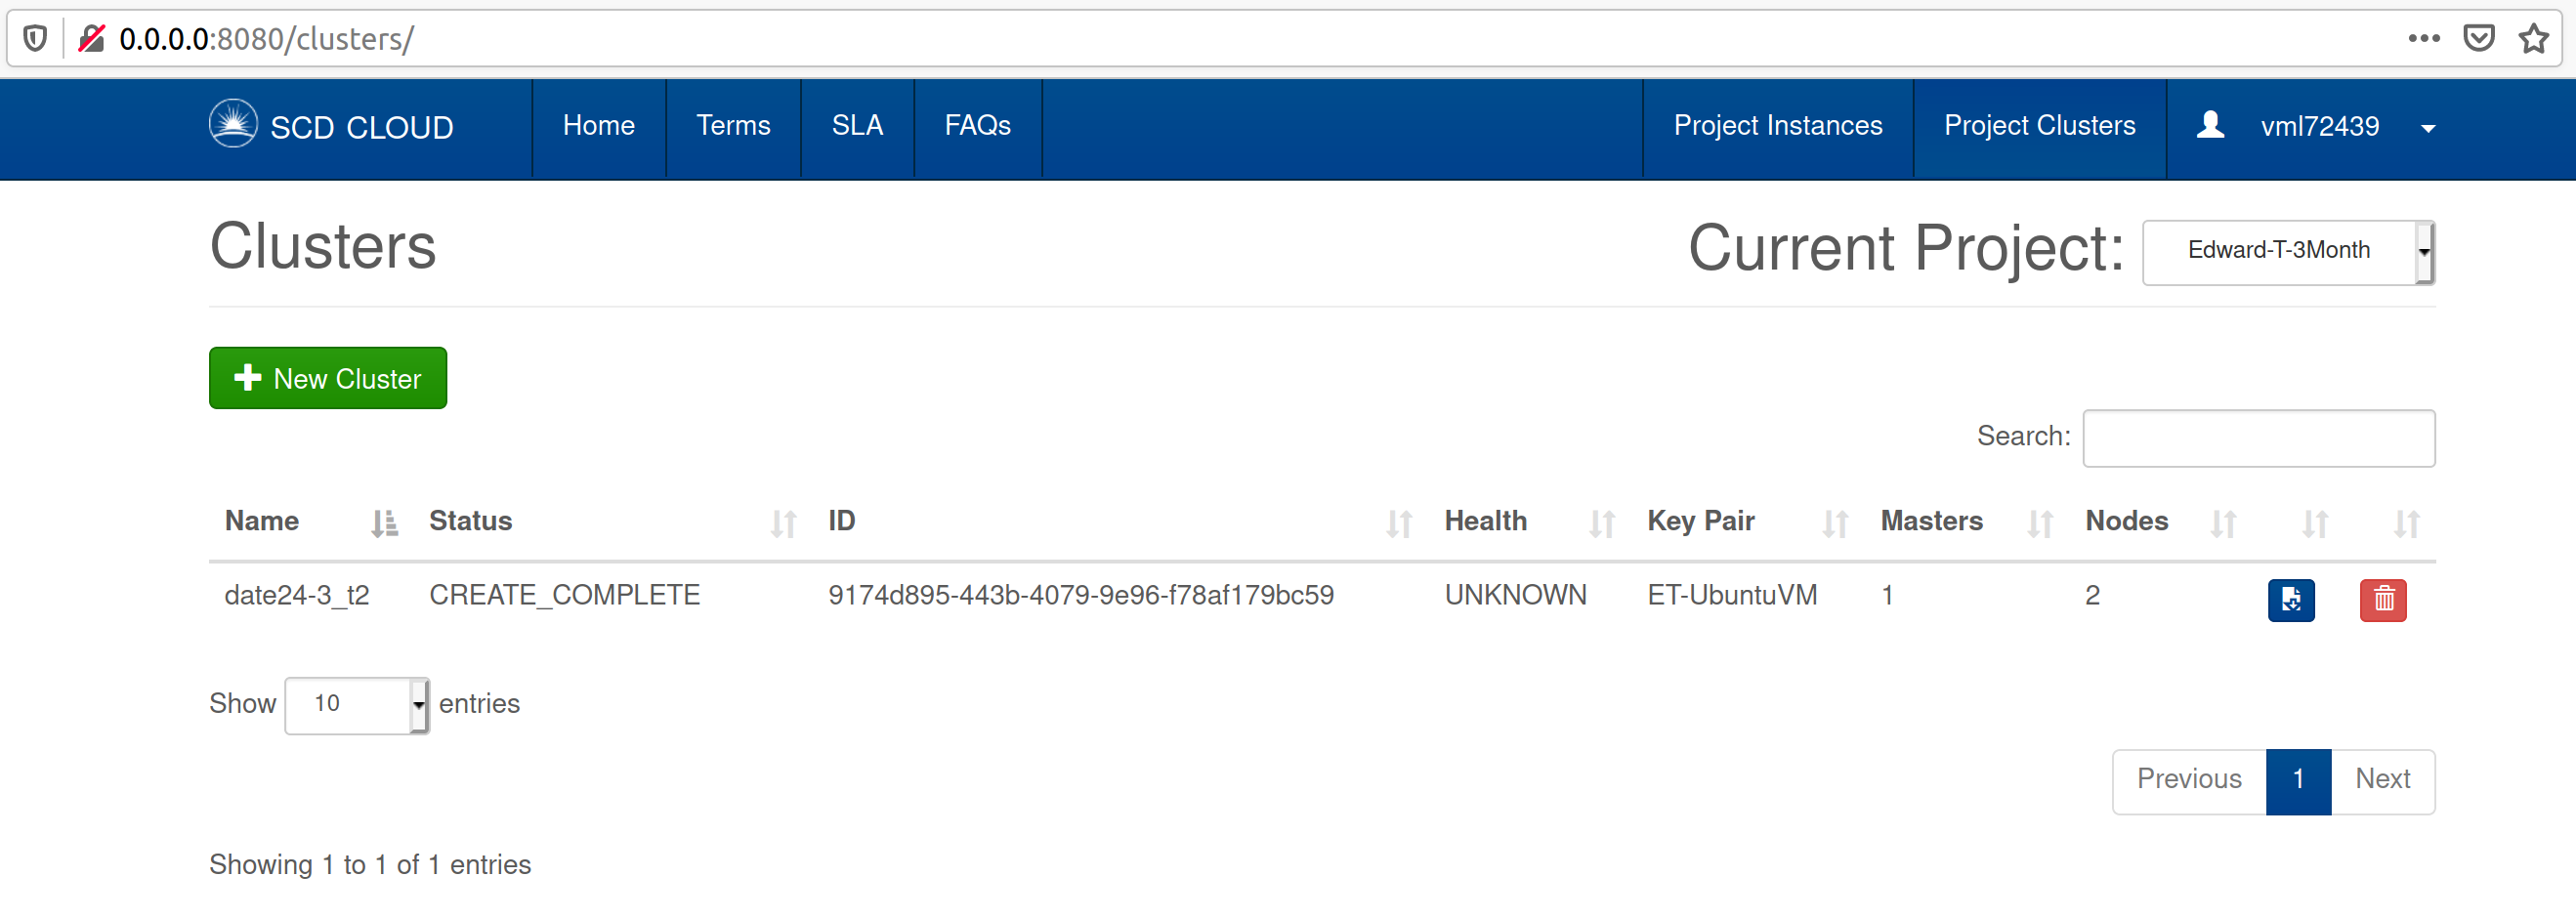 0.0.0.0:8080/clusters/
SCD CLOUD Home Terms SLA FAQs Project Instances Project Clusters vml72439
Clusters Current Project: Edward-T-3Month
New Cluster
Search:
Name Status ID Health Key Pair Masters Nodes
date24-3_t2 CREATE_COMPLETE 9174d895-443b-4079-9e96-f78af179bc59 UNKNOWN ET-UbuntuVM 1 2
Show 10 entries
Previous 1 Next
Showing 1 to 1 of 1 entries